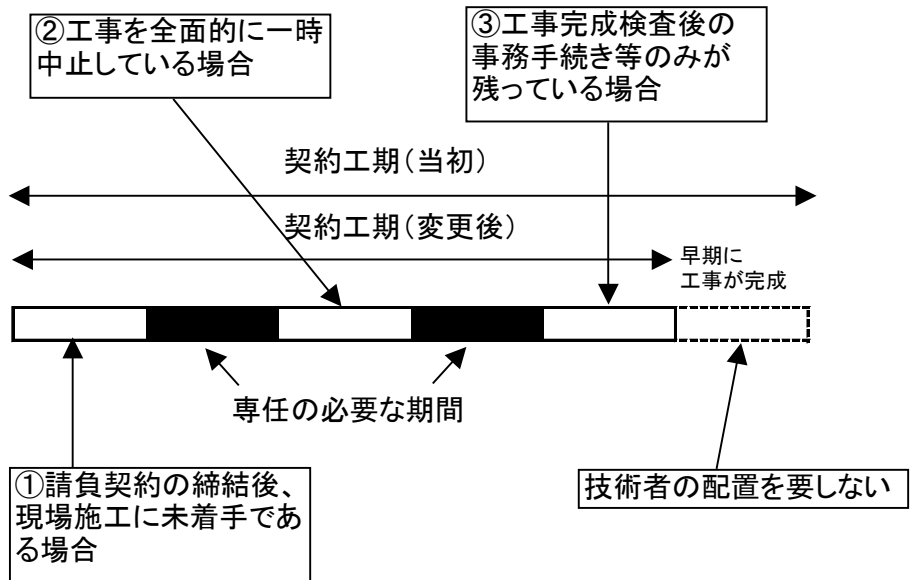 ②工事を全面的に一時
中止している場合
③工事完成検査後の
事務手続き等のみが
残っている場合
契約工期(当初)
契約工期(変更後)
早期に
工事が完成
専任の必要な期間
①請負契約の締結後、
現場施工に未着手であ
る場合
技術者の配置を要しない